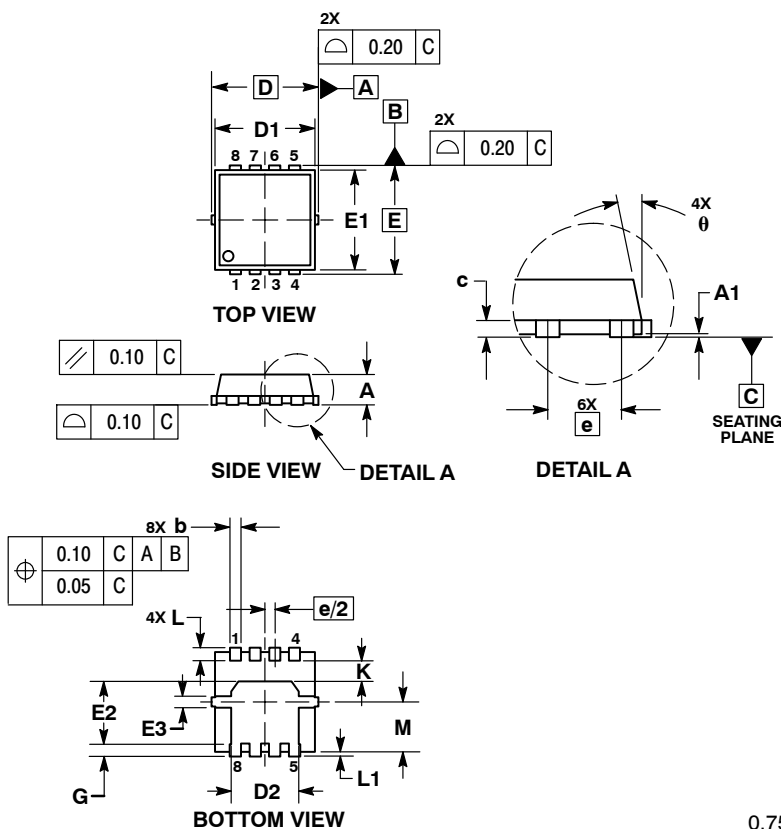 2X
0.20 C
D A
B
D1
2X
0.20 C
8 7 6 5
E1 E
1 2 3 4
TOP VIEW
4X
θ
c
A1
6X
e
C
SEATING
PLANE
DETAIL A
0.10 C
A
0.10 C
SIDE VIEW DETAIL A
8X b
0.10 C A B
0.05 C
e/2
4X L
1 4
K
E2
E3
M
8 5
G
D2
L1
BOTTOM VIEW
0.75